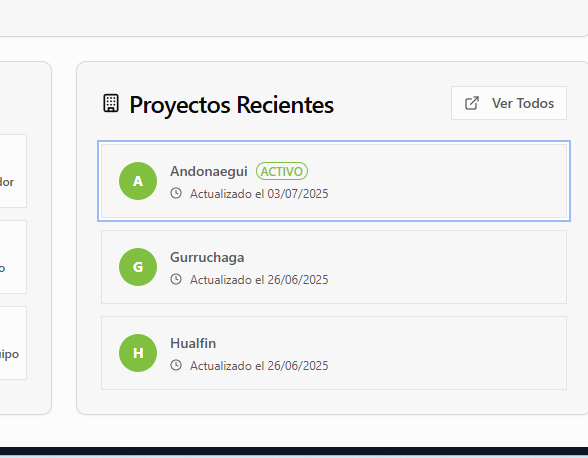 Proyectos Recientes
Ver Todos
dor
A
Andonaegui ACTIVO
Actualizado el 03/07/2025
o
G
Gurruchaga
Actualizado el 26/06/2025
ipo
H
Hualfin
Actualizado el 26/06/2025